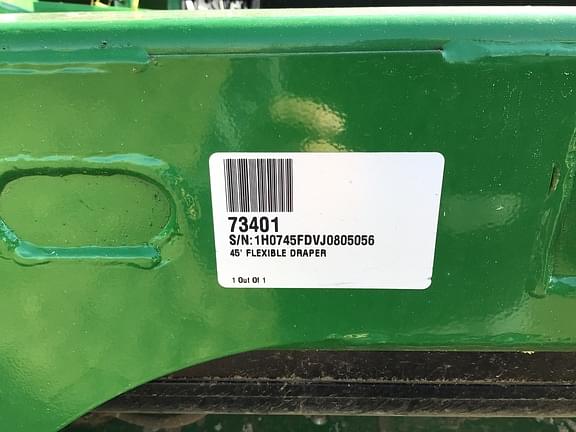 73401
S/N:1H0745FDVJ0805056
45' FLEXIBLE DRAPER
1 Out Of 1